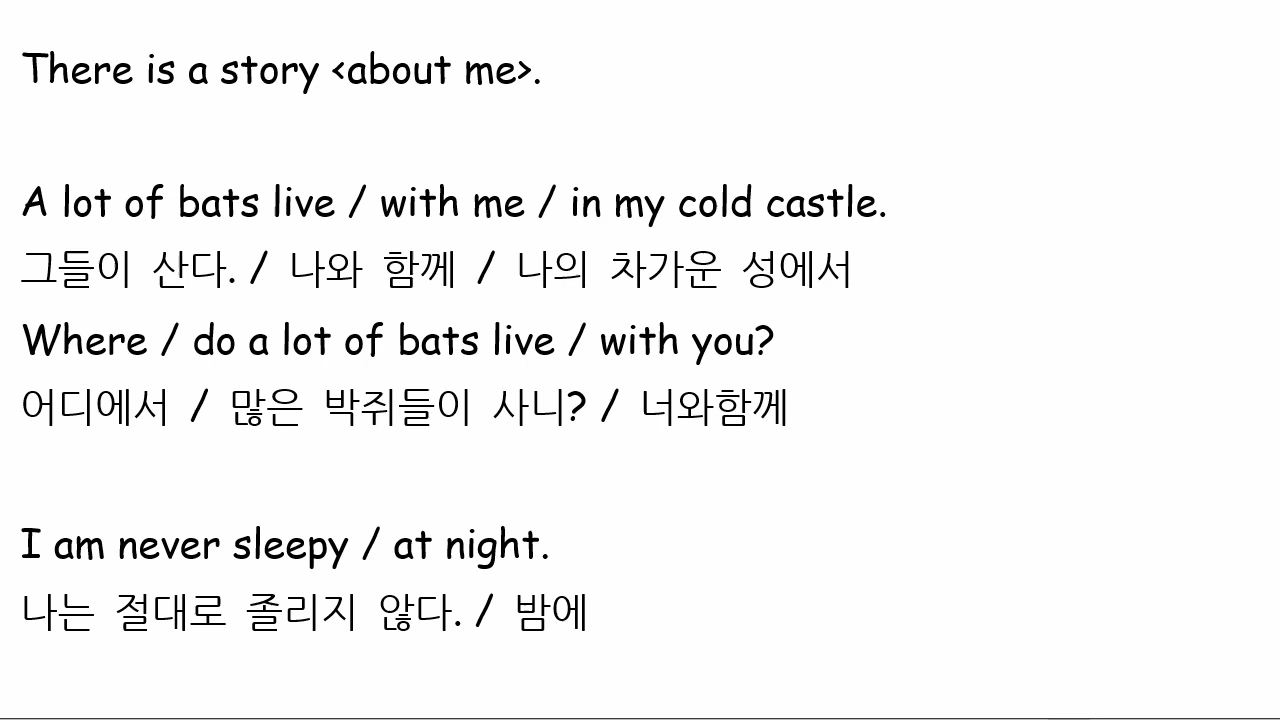 There is a story <about me>.
A lot of bats live / with me / in my cold castle.
그들이 산다. / 나와 함께 / 나의 차가운 성에서
Where / do a lot of bats live / with you?
어디에서 / 많은 박쥐들이 사니? / 너와함께
I am never sleepy / at night.
나는 절대로 졸리지 않다. / 밤에